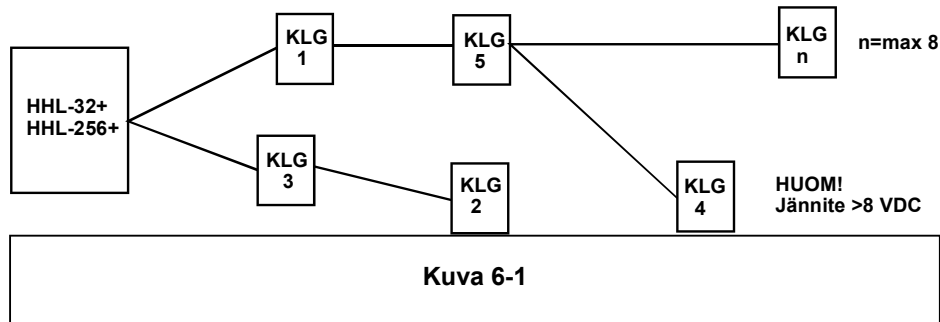 HHL-32+
HHL-256+
KLG
1
KLG
5
KLG
n
n=max 8
KLG
3
KLG
2
KLG
4
HUOM!
Jännite >8 VDC
Kuva 6-1